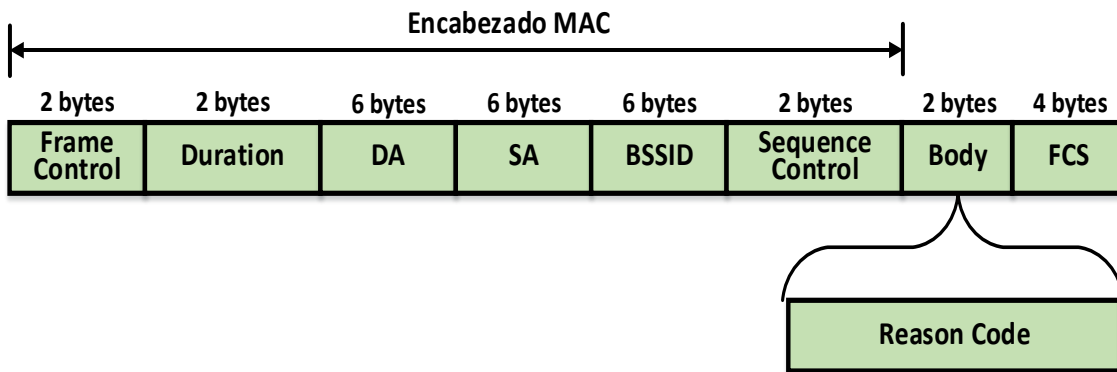 Encabezado MAC
2 bytes 2 bytes 6 bytes 6 bytes 6 bytes 2 bytes 2 bytes 4 bytes
Frame Control Duration DA SA BSSID Sequence Control Body FCS
Reason Code